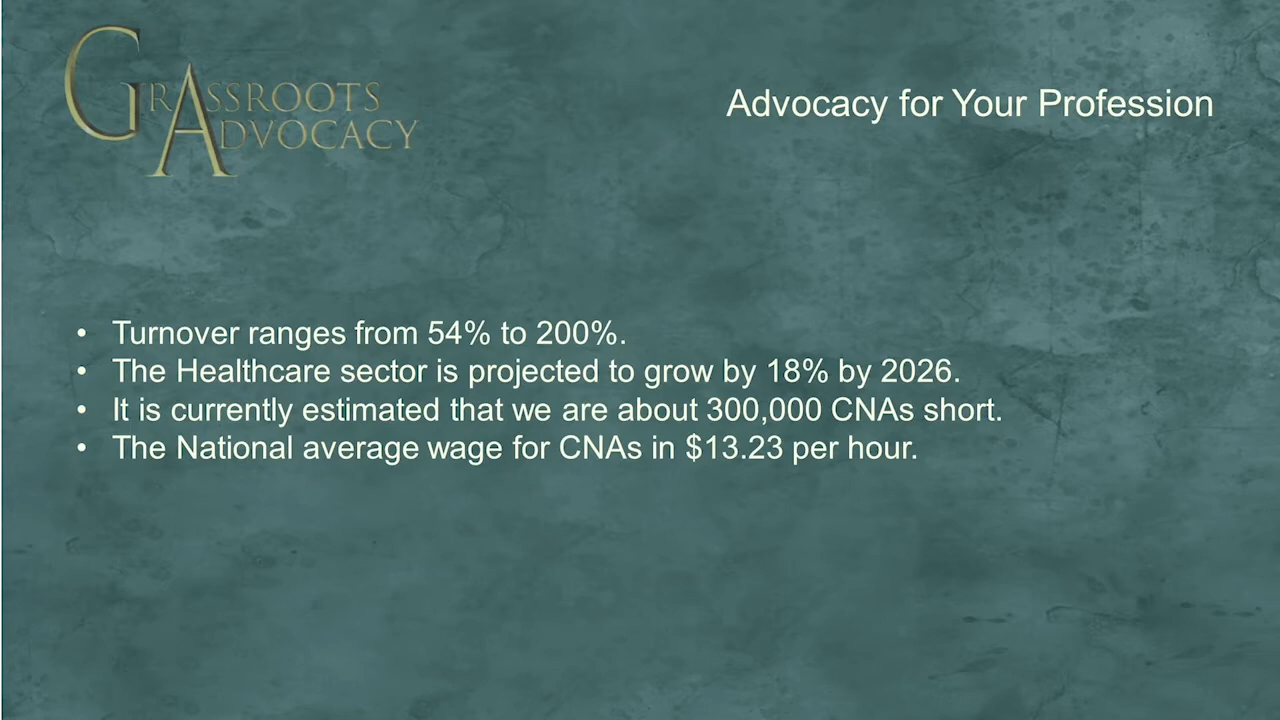 GRASSROOTS
ADVOCACY
Advocacy for Your Profession
• Turnover ranges from 54% to 200%.
• The Healthcare sector is projected to grow by 18% by 2026.
• It is currently estimated that we are about 300,000 CNAs short.
• The National average wage for CNAs in $13.23 per hour.